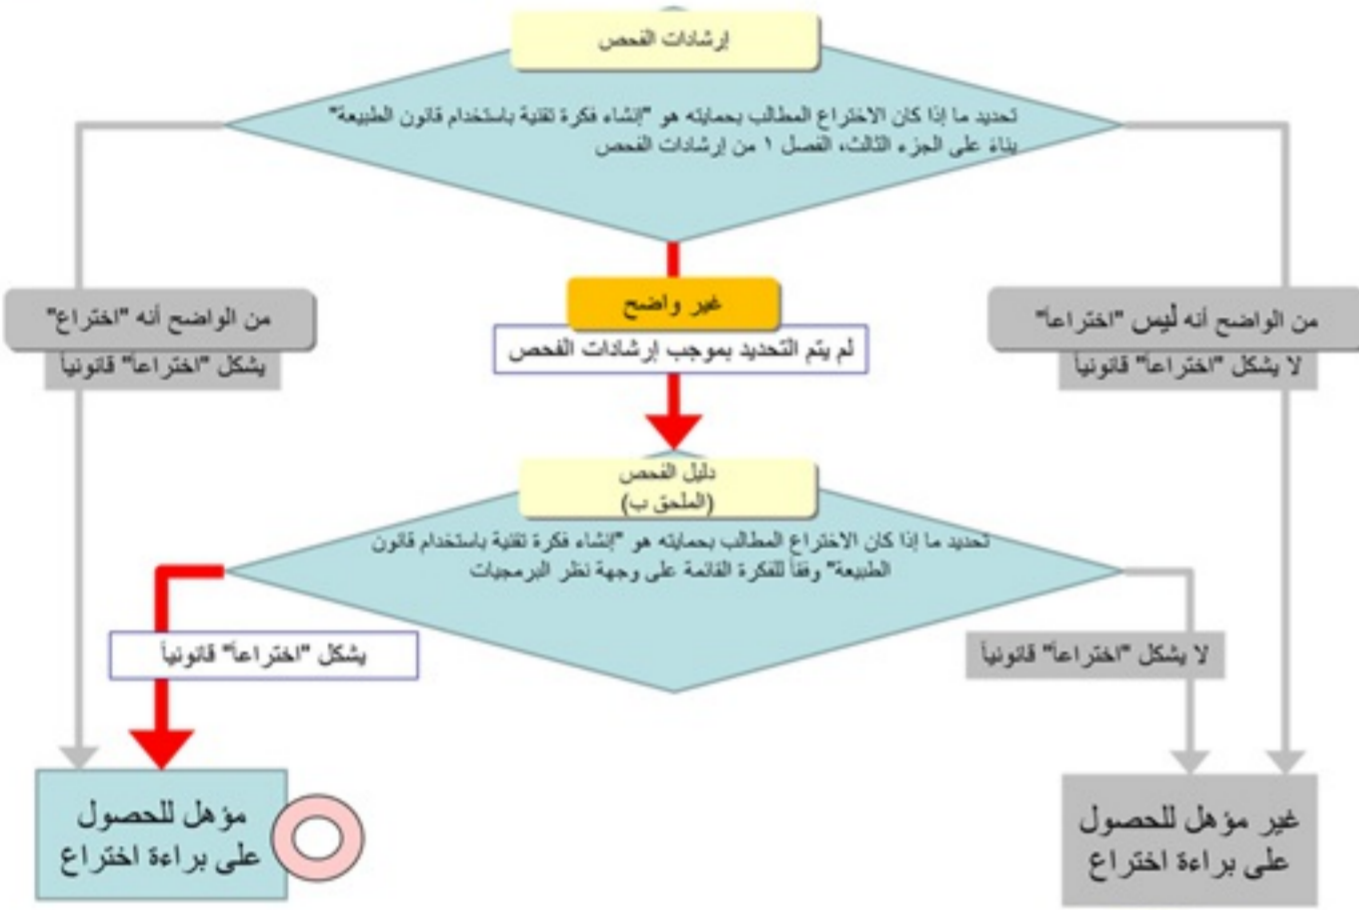 إرشادات الفحص
تحديد ما إذا كان الاختراع المطالب بحمايته هو "إنشاء فكرة تقنية باستخدام قانون الطبيعة"
بناءً على الجزء الثالث، الفصل ١ من إرشادات الفحص
من الواضح أنه ليس "اختراعاً"
لا يشكل "اختراعاً" قانونياً
غير واضح
لم يتم التحديد بموجب إرشادات الفحص
من الواضح أنه "اختراع"
يشكل "اختراعاً" قانونياً
دليل الفحص
(الملحق ب)
تحديد ما إذا كان الاختراع المطالب بحمايته هو "إنشاء فكرة تقنية باستخدام قانون
الطبيعة" وفقاً للفكرة القائمة على وجهة نظر البرمجيات
لا يشكل "اختراعاً" قانونياً
يشكل "اختراعاً" قانونياً
غير مؤهل للحصول
على براءة اختراع
مؤهل للحصول
على براءة اختراع